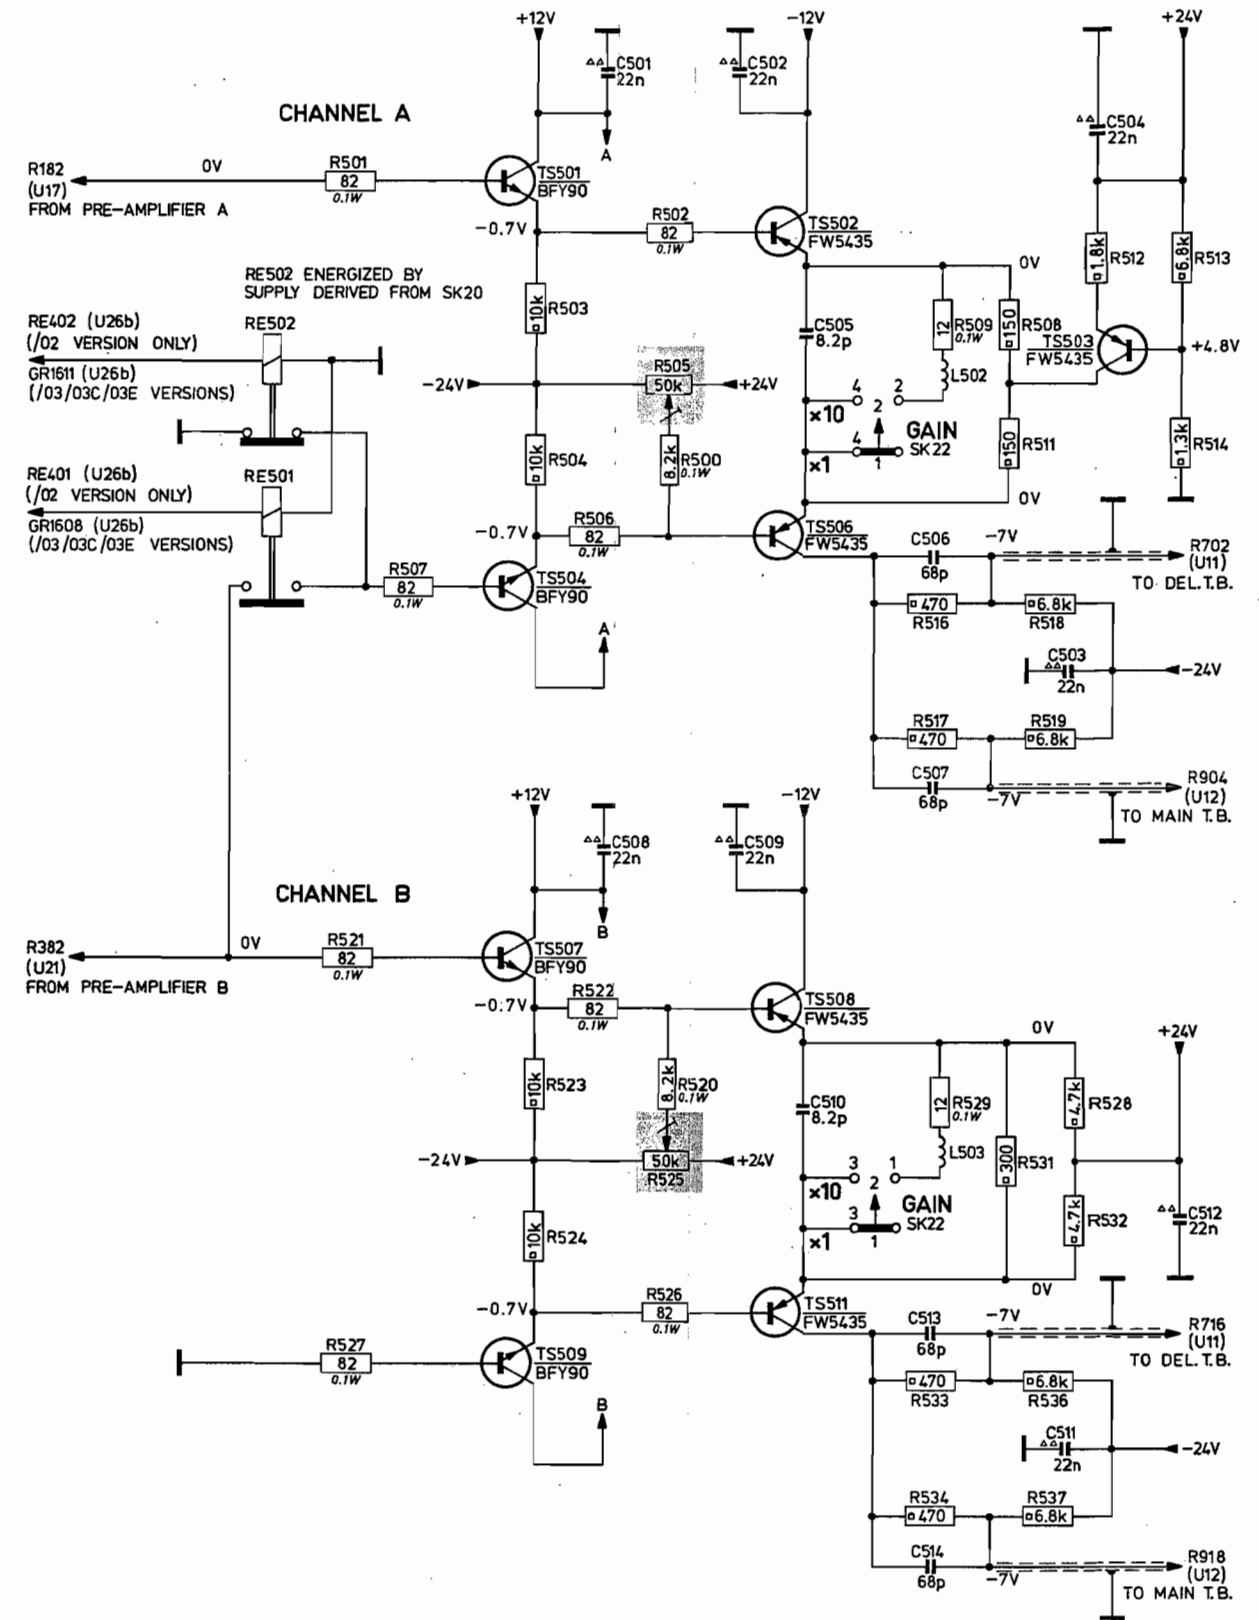 +12V
-12V
+24V
△△ C501
22n
△△ C502
22n
CHANNEL A
△△ C504
22n
A
R182
(U17)
FROM PRE-AMPLIFIER A
0V
R501
82
0.1W
TS501
BFY90
-0.7V
R502
82
0.1W
TS502
FW5435
1.8k
R512
6.8k
R513
0V
RE502 ENERGIZED BY
SUPPLY DERIVED FROM SK20
RE402 (U26b)
(/02 VERSION ONLY)
RE502
10k
R503
C505
8.2p
12
R509
0.1W
150
R508
TS503
FW5435
+4.8V
GR1611 (U26b)
(/03/03C/03E VERSIONS)
-24V
R505
50k
+24V
L502
4
2
x10
2
GAIN
SK22
4
1
x1
150
R511
1.3k
R514
10k
R504
8.2k
R500
0.1W
RE401 (U26b)
(/02 VERSION ONLY)
RE501
GR1608 (U26b)
(/03/03C/03E VERSIONS)
0V
-0.7V
R506
82
0.1W
TS506
FW5435
C506
68p
-7V
R702
(U11)
TO DEL.T.B.
R507
82
0.1W
TS504
BFY90
470
R516
6.8k
R518
A
△△ C503
22n
-24V
R517
470
R519
6.8k
C507
68p
-7V
R904
(U12)
TO MAIN T.B.
+12V
-12V
△△ C508
22n
△△ C509
22n
CHANNEL B
B
R382
(U21)
FROM PRE-AMPLIFIER B
0V
R521
82
0.1W
TS507
BFY90
-0.7V
R522
82
0.1W
TS508
FW5435
0V
+24V
10k
R523
8.2k
R520
0.1W
C510
8.2p
12
R529
0.1W
4.7k
R528
L503
300
R531
-24V
50k
R525
+24V
3
1
x10
2
GAIN
SK22
3
1
x1
4.7k
R532
△△ C512
22n
10k
R524
0V
-0.7V
R526
82
0.1W
TS511
FW5435
C513
68p
-7V
R716
(U11)
TO DEL.T.B.
R527
82
0.1W
TS509
BFY90
470
R533
6.8k
R536
B
△△ C511
22n
-24V
R534
470
R537
6.8k
C514
68p
-7V
R918
(U12)
TO MAIN T.B.